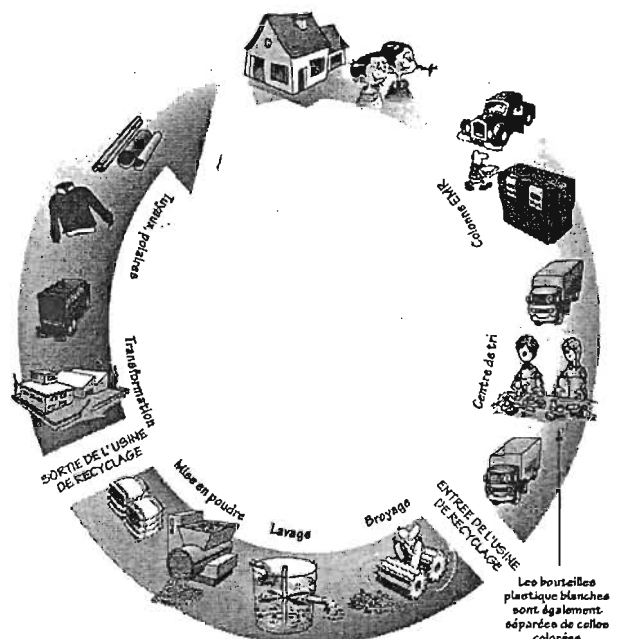 Colonne EMR
Centre de tri
ENTREE DE L'USINE
DE RECYCLAGE
Les bouteilles
plastique blanches
sont également
séparées de celles
colorées
Broyage
Lavage
Mise en poudre
SORTIE DE L'USINE
DE RECYCLAGE
Transformation
Tuyaux, polaires